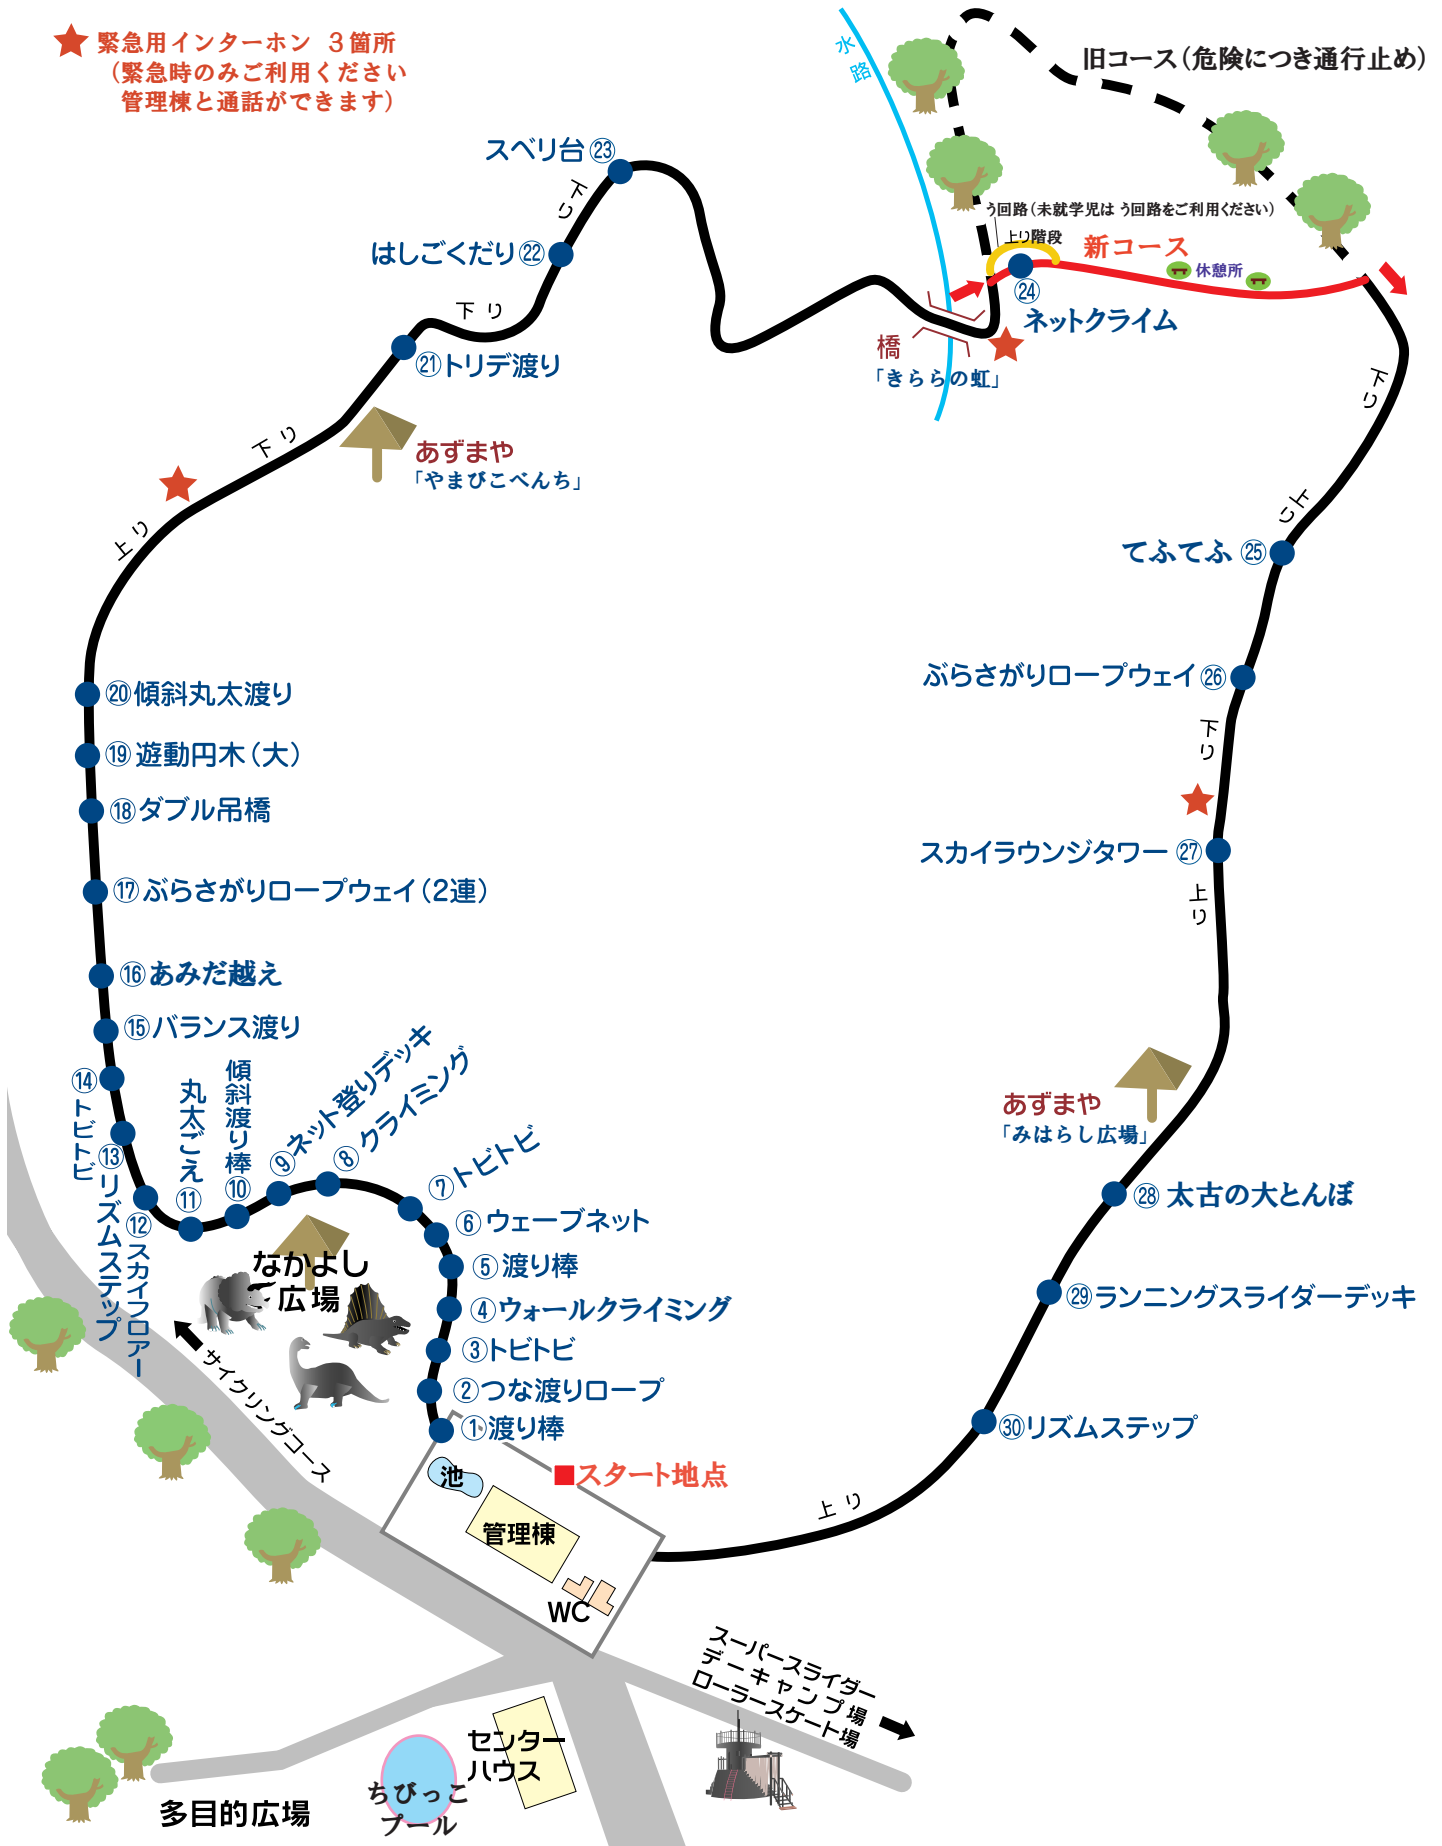 緊急用インターホン ３箇所
（緊急時のみご利用ください
管理棟と通話ができます）
水路
旧コース（危険につき通行止め）
う回路（未就学児は う回路をご利用ください）
上り階段
新コース
休憩所
㉔
ネットクライム
橋
「きららの虹」
スベリ台㉓
下り
はしごくだり㉒
下り
㉑トリデ渡り
あずまや
「やまびこべんち」
下り
上り
下り
上り
てふてふ㉕
ぶらさがりロープウェイ㉖
下り
スカイラウンジタワー㉗
上り
⑳傾斜丸太渡り
⑲遊動円木（大）
⑱ダブル吊橋
⑰ぶらさがりロープウェイ（2連）
⑯あみだ越え
⑮バランス渡り
⑭トビトビ
⑬リズムステップ
⑫スカイフロアー
丸太ごえ⑪
傾斜渡り棒⑩
⑨ネット登りデッキ
⑧クライミング
⑦トビトビ
⑥ウェーブネット
⑤渡り棒
④ウォールクライミング
③トビトビ
②つな渡りロープ
①渡り棒
なかよし
広場
サイクリングコース
あずまや
「みはらし広場」
㉘太古の大とんぼ
㉙ランニングスライダーデッキ
㉚リズムステップ
上り
■スタート地点
池
管理棟
WC
スーパースライダー
デーキャンプ場
ローラースケート場
センター
ハウス
ちびっこ
プール
多目的広場